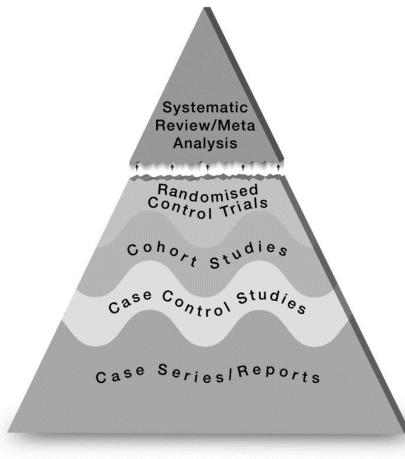 Systematic
Review/Meta
Analysis
Randomised
Control Trials
Cohort Studies
Case Control Studies
Case Series/Reports